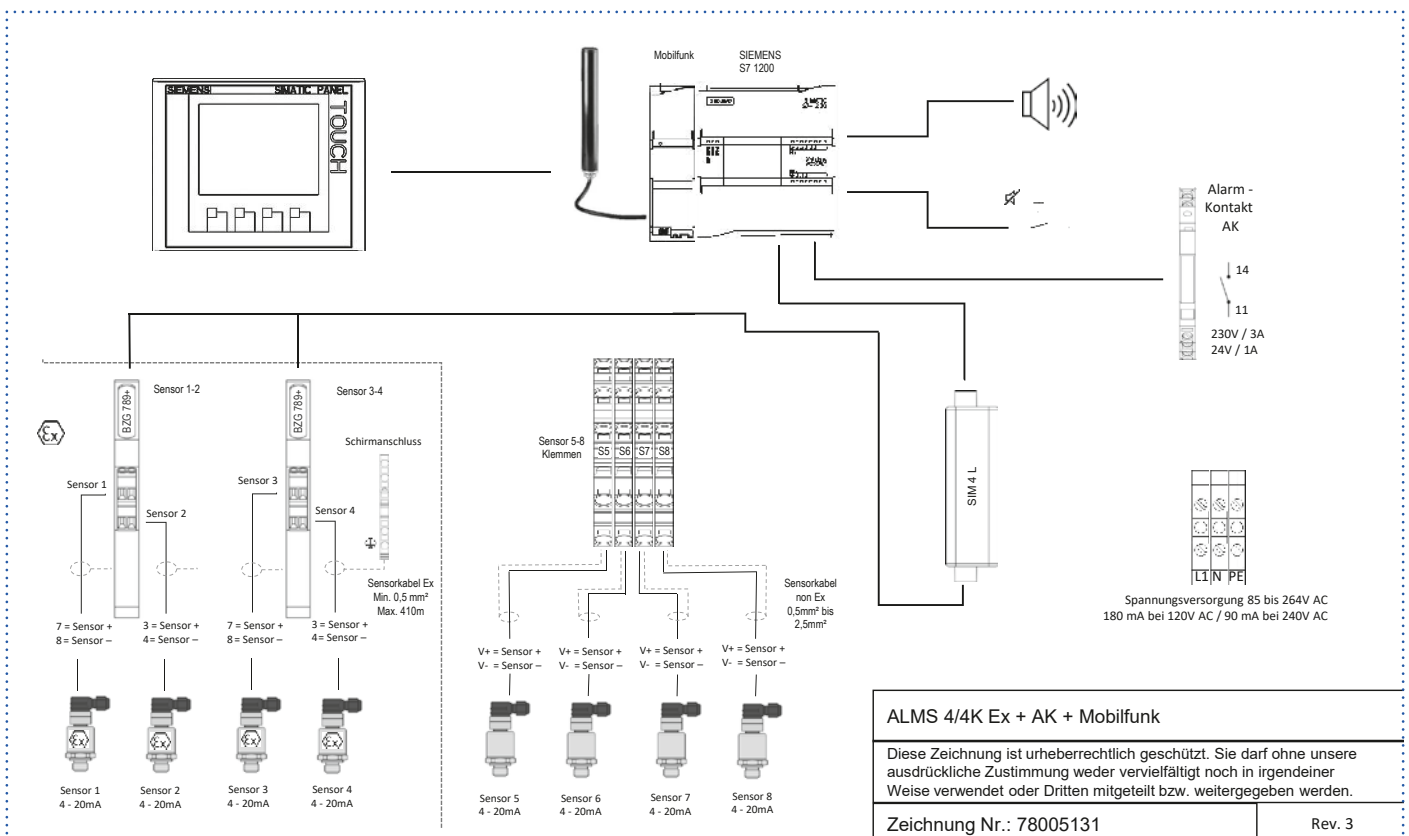 Mobilfunk
SIEMENS
S7 1200
SIEMENS
SIMATIC PANEL
TOUCH
Alarm -
Kontakt
AK
14
11
230V / 3A
24V / 1A
BZG 789+
Sensor 1-2
BZG 789+
Sensor 3-4
Schirmanschluss
Sensor 1
Sensor 2
Sensor 3
Sensor 4
Ex
Sensorkabel Ex
Min. 0,5 mm²
Max. 410m
7 = Sensor +
8 = Sensor –
3 = Sensor +
4= Sensor –
7 = Sensor +
8 = Sensor –
3 = Sensor +
4= Sensor –
Ex
Ex
Ex
Ex
Sensor 1
4 - 20mA
Sensor 2
4 - 20mA
Sensor 3
4 - 20mA
Sensor 4
4 - 20mA
Sensor 5-8
Klemmen
S5
S6
S7
S8
Sensorkabel
non Ex
0,5mm² bis
2,5mm²
V+ = Sensor +
V- = Sensor –
V+ = Sensor +
V- = Sensor –
V+ = Sensor +
V- = Sensor –
V+ = Sensor +
V- = Sensor –
Sensor 5
4 - 20mA
Sensor 6
4 - 20mA
Sensor 7
4 - 20mA
Sensor 8
4 - 20mA
SIM 4 L
L1 N PE
Spannungsversorgung 85 bis 264V AC
180 mA bei 120V AC / 90 mA bei 240V AC
ALMS 4/4K Ex + AK + Mobilfunk
Diese Zeichnung ist urheberrechtlich geschützt. Sie darf ohne unsere
ausdrückliche Zustimmung weder vervielfältigt noch in irgendeiner
Weise verwendet oder Dritten mitgeteilt bzw. weitergegeben werden.
Zeichnung Nr.: 78005131
Rev. 3